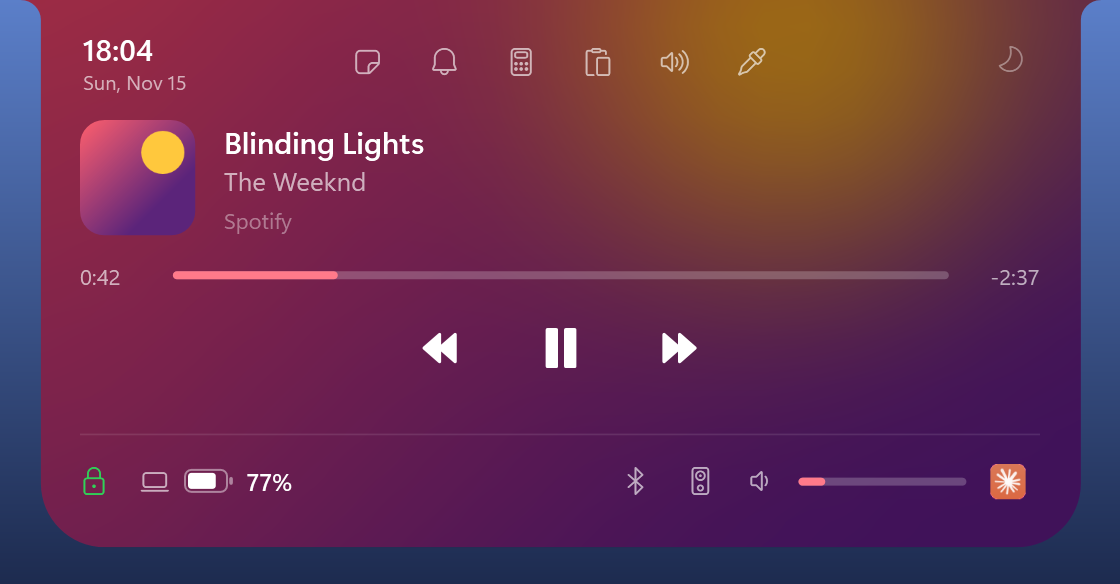 18:04
Sun, Nov 15
Blinding Lights
The Weeknd
Spotify
0:42
-2:37
77%